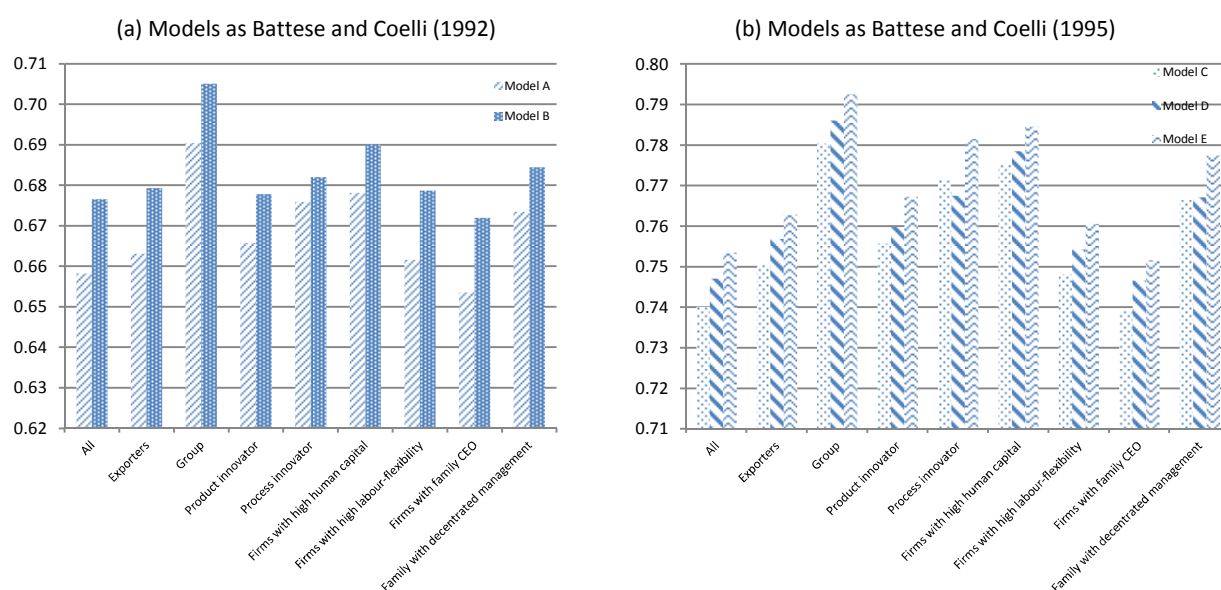 (a) Models as Battese and Coelli (1992)
0.71
0.70
0.69
0.68
0.67
0.66
0.65
0.64
0.63
0.62
Model A
Model B
All
Exporters
Group
Product innovator
Process innovator
Firms with high human capital
Firms with high labour-flexibility
Firms with family CEO
Family with decentrated management
(b) Models as Battese and Coelli (1995)
0.80
0.79
0.78
0.77
0.76
0.75
0.74
0.73
0.72
0.71
Model C
Model D
Model E
All
Exporters
Group
Product innovator
Process innovator
Firms with high human capital
Firms with high labour-flexibility
Firms with family CEO
Family with decentrated management